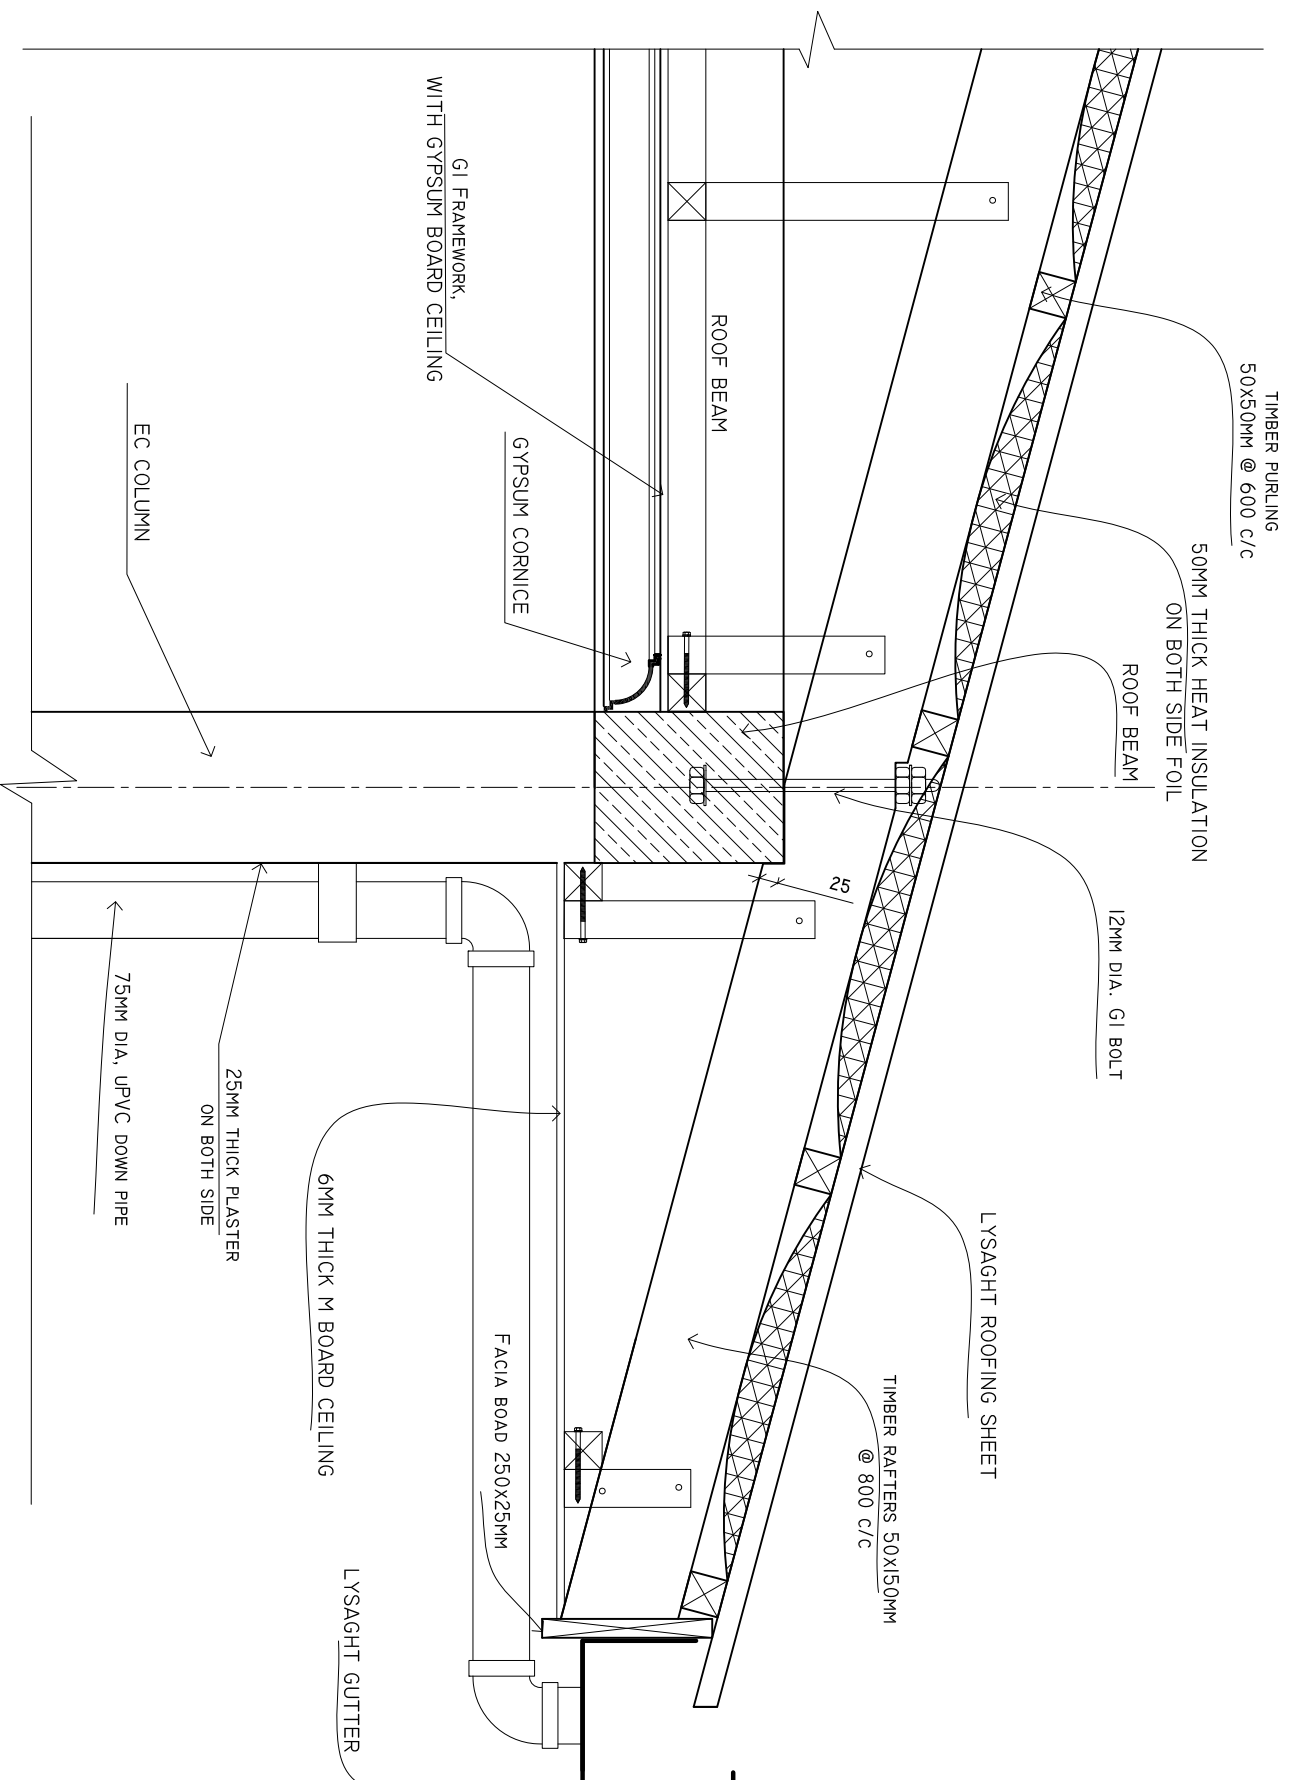 TIMBER PURLING
50X50MM @ 600 C/C
50MM THICK HEAT INSULATION
ON BOTH SIDE FOIL
ROOF BEAM
12MM DIA. GI BOLT
LYSAGHT ROOFING SHEET
TIMBER RAFTERS 50X150MM
@ 800 C/C
25
ROOF BEAM
GI FRAMEWORK,
WITH GYPSUM BOARD CEILING
GYPSUM CORNICE
EC COLUMN
FACIA BOAD 250X25MM
LYSAGHT GUTTER
6MM THICK M BOARD CEILING
25MM THICK PLASTER
ON BOTH SIDE
75MM DIA, uPVC DOWN PIPE